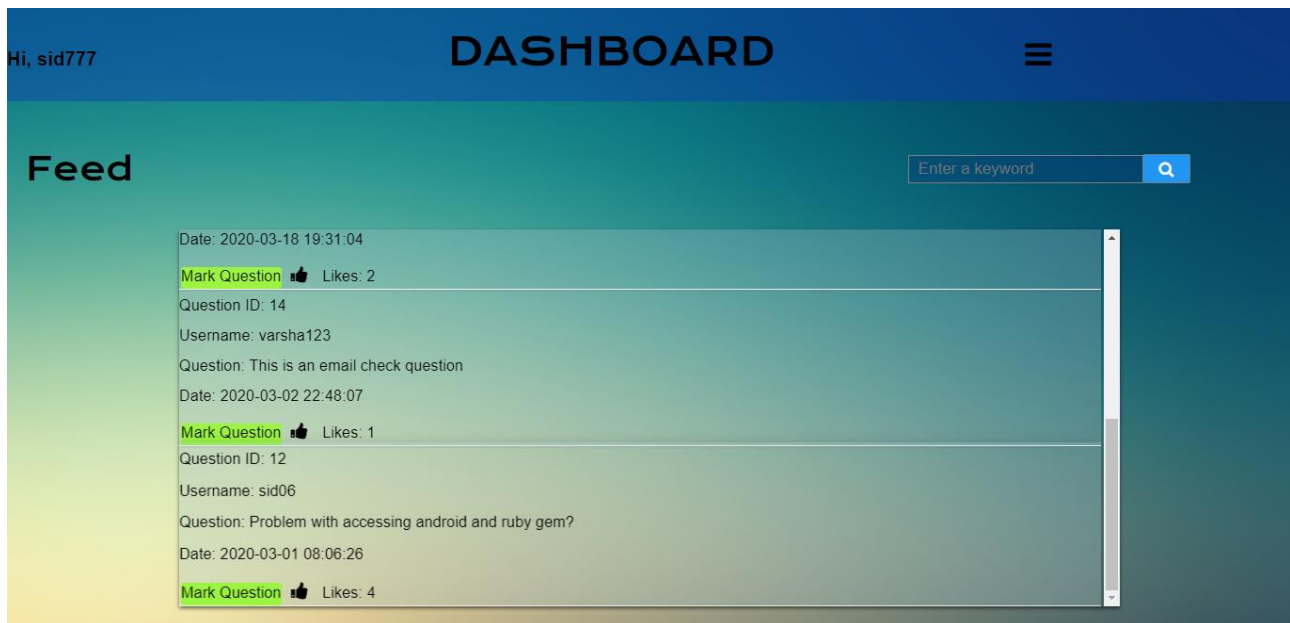 Hi, sid777
DASHBOARD
Feed
Enter a keyword
Date: 2020-03-18 19:31:04
Mark Question Likes: 2
Question ID: 14
Username: varsha123
Question: This is an email check question
Date: 2020-03-02 22:48:07
Mark Question Likes: 1
Question ID: 12
Username: sid06
Question: Problem with accessing android and ruby gem?
Date: 2020-03-01 08:06:26
Mark Question Likes: 4